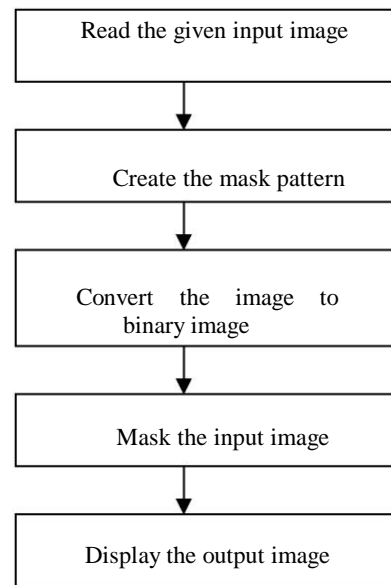 Read the given input image
Create the mask pattern
Convert the image to
binary image
Mask the input image
Display the output image